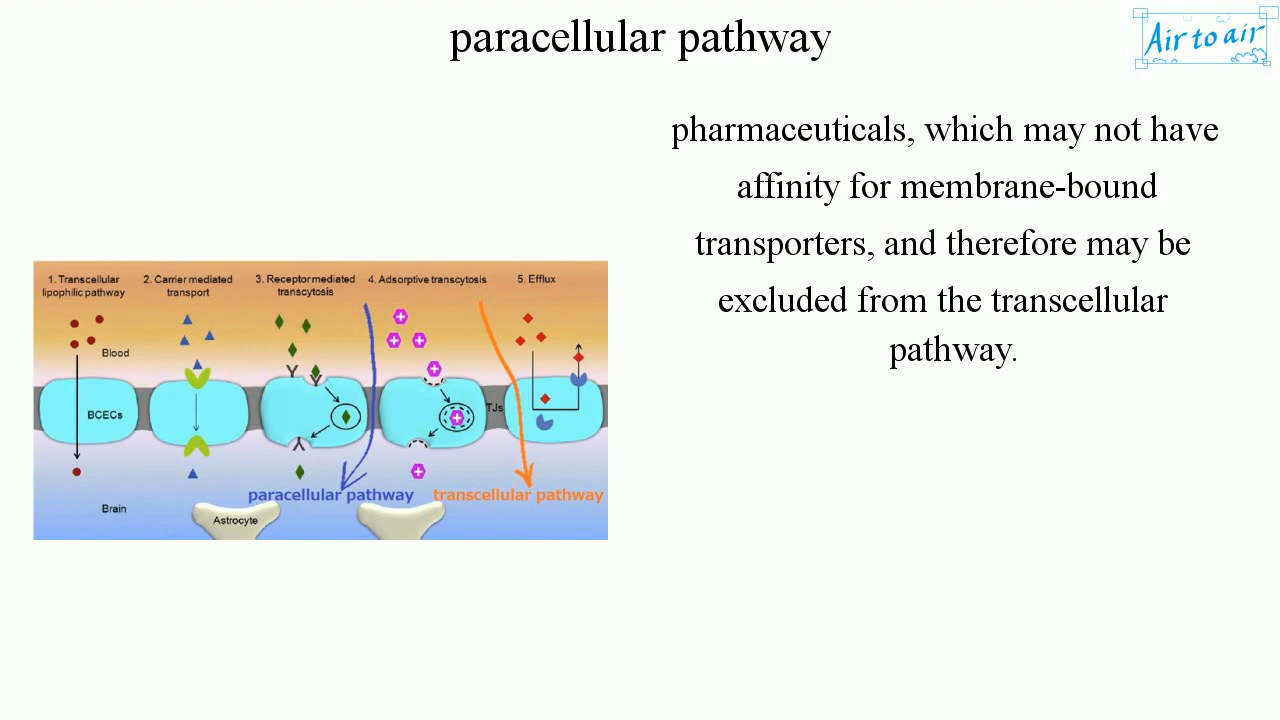 paracellular pathway
Air to air
pharmaceuticals, which may not have
affinity for membrane-bound
transporters, and therefore may be
excluded from the transcellular
pathway.
1. Transcellular
lipophilic pathway
2. Carrier mediated
transport
3. Receptor mediated
transcytosis
4. Adsorptive transcytosis
5. Efflux
Blood
BCECs
TJs
paracellular pathway
transcellular pathway
Brain
Astrocyte